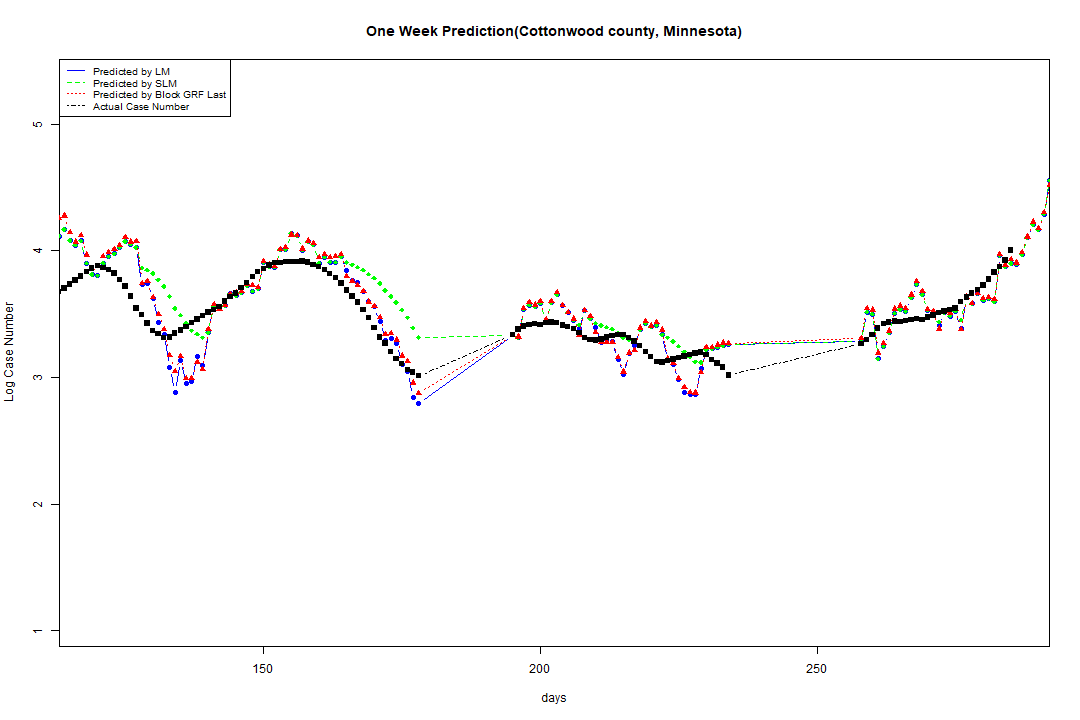 One Week Prediction(Cottonwood county, Minnesota)
Predicted by LM
Predicted by SLM
Predicted by Block GRF Last
Actual Case Number
5
4
3
2
1
Log Case Number
150
200
250
days